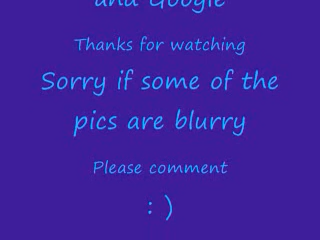 and Google
Thanks for watching
Sorry if some of the
pics are blurry
Please comment
: )